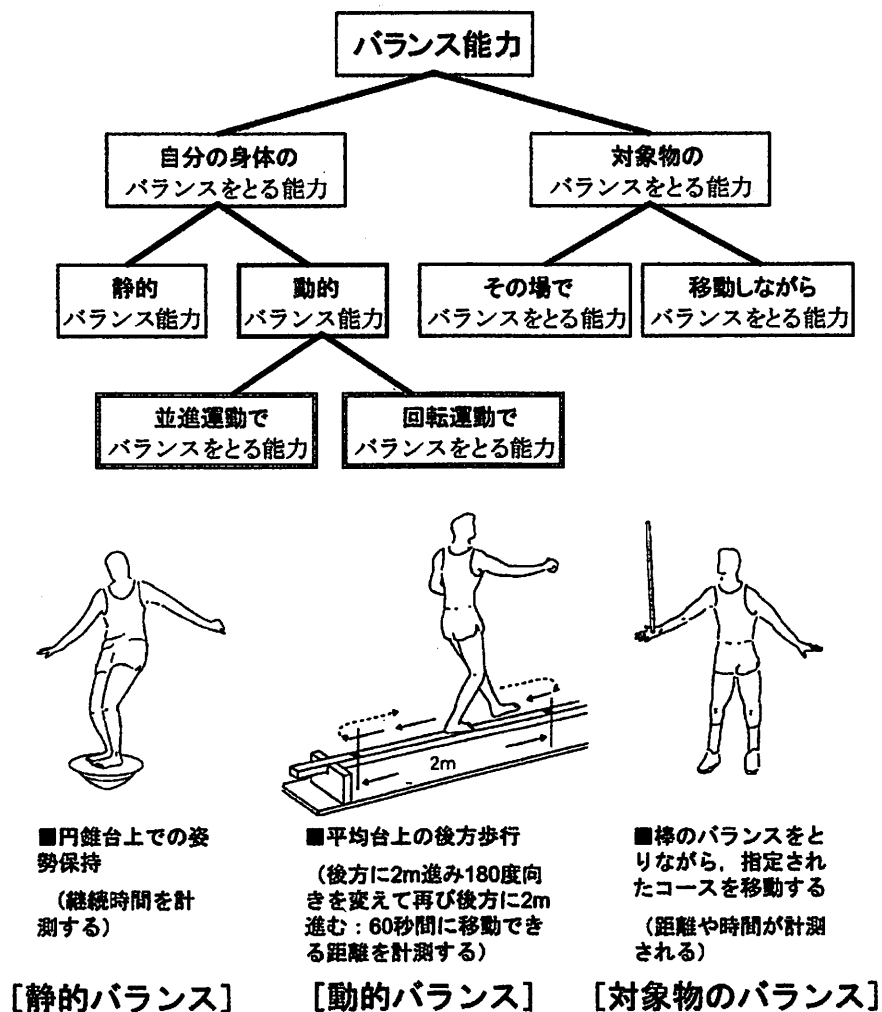 バランス能力
自分の身体の
バランスをとる能力
対象物の
バランスをとる能力
静的
バランス能力
動的
バランス能力
その場で
バランスをとる能力
移動しながら
バランスをとる能力
並進運動で
バランスをとる能力
回転運動で
バランスをとる能力
2m
■円錐台上での姿
勢保持
（継続時間を計
測する）
■平均台上の後方歩行
（後方に2m進み180度向
きを変えて再び後方に2m
進む：60秒間に移動でき
る距離を計測する）
■棒のバランスをと
りながら，指定され
たコースを移動する
（距離や時間が計測
される）
［静的バランス］
［動的バランス］
［対象物のバランス］